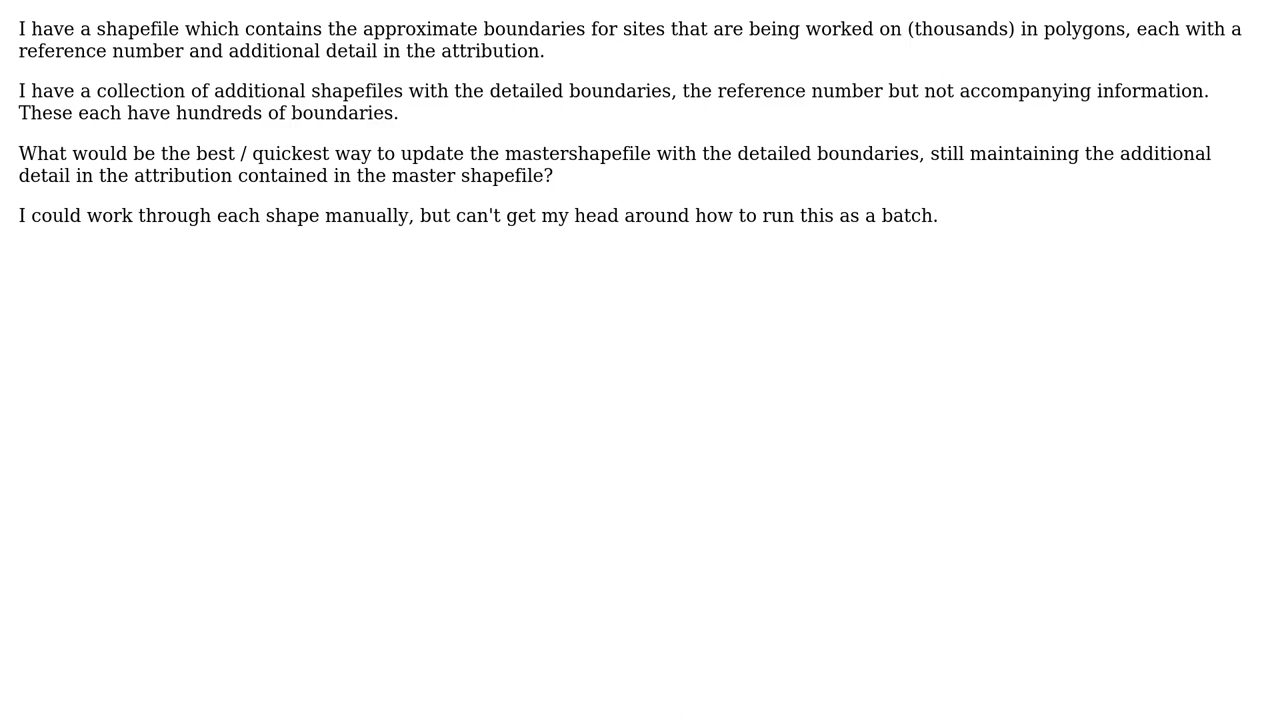 I have a shapefile which contains the approximate boundaries for sites that are being worked on (thousands) in polygons, each with a
reference number and additional detail in the attribution.
I have a collection of additional shapefiles with the detailed boundaries, the reference number but not accompanying information.
These each have hundreds of boundaries.
What would be the best / quickest way to update the mastershapefile with the detailed boundaries, still maintaining the additional
detail in the attribution contained in the master shapefile?
I could work through each shape manually, but can't get my head around how to run this as a batch.